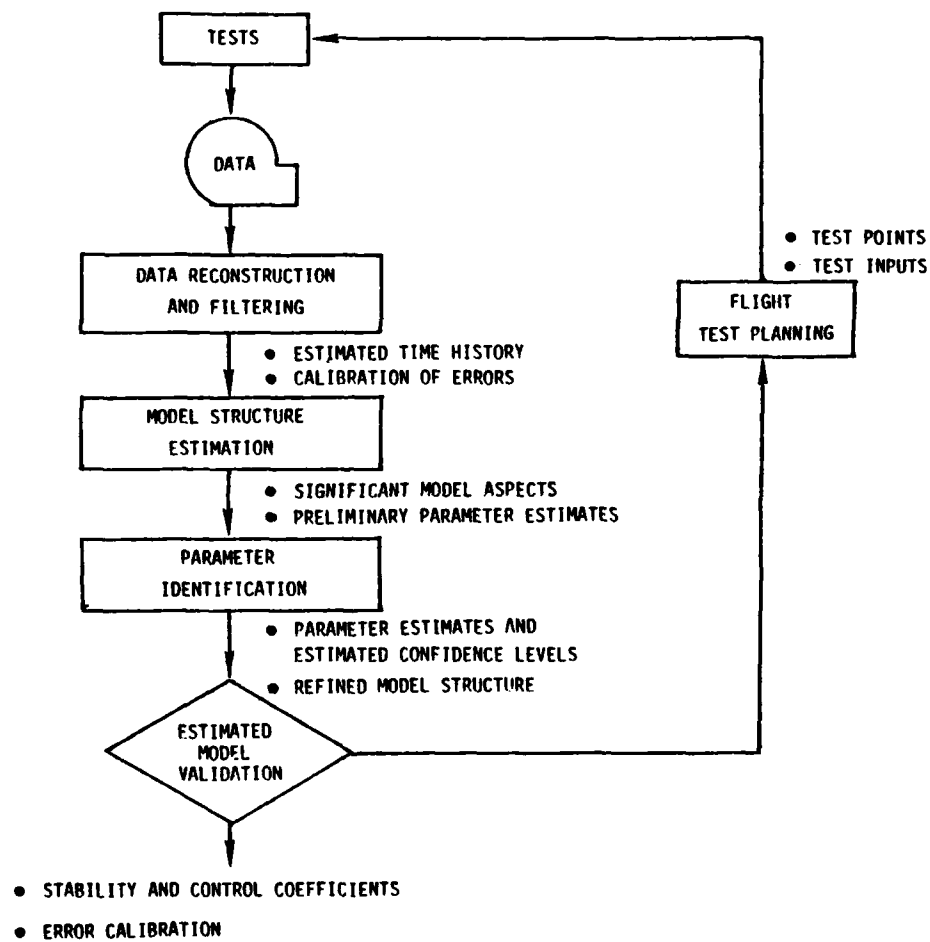 TESTS
DATA
DATA RECONSTRUCTION
AND FILTERING
● ESTIMATED TIME HISTORY
● CALIBRATION OF ERRORS
MODEL STRUCTURE
ESTIMATION
● SIGNIFICANT MODEL ASPECTS
● PRELIMINARY PARAMETER ESTIMATES
PARAMETER
IDENTIFICATION
● PARAMETER ESTIMATES AND
ESTIMATED CONFIDENCE LEVELS
● REFINED MODEL STRUCTURE
ESTIMATED
MODEL
VALIDATION
● STABILITY AND CONTROL COEFFICIENTS
● ERROR CALIBRATION
● TEST POINTS
● TEST INPUTS
FLIGHT
TEST PLANNING